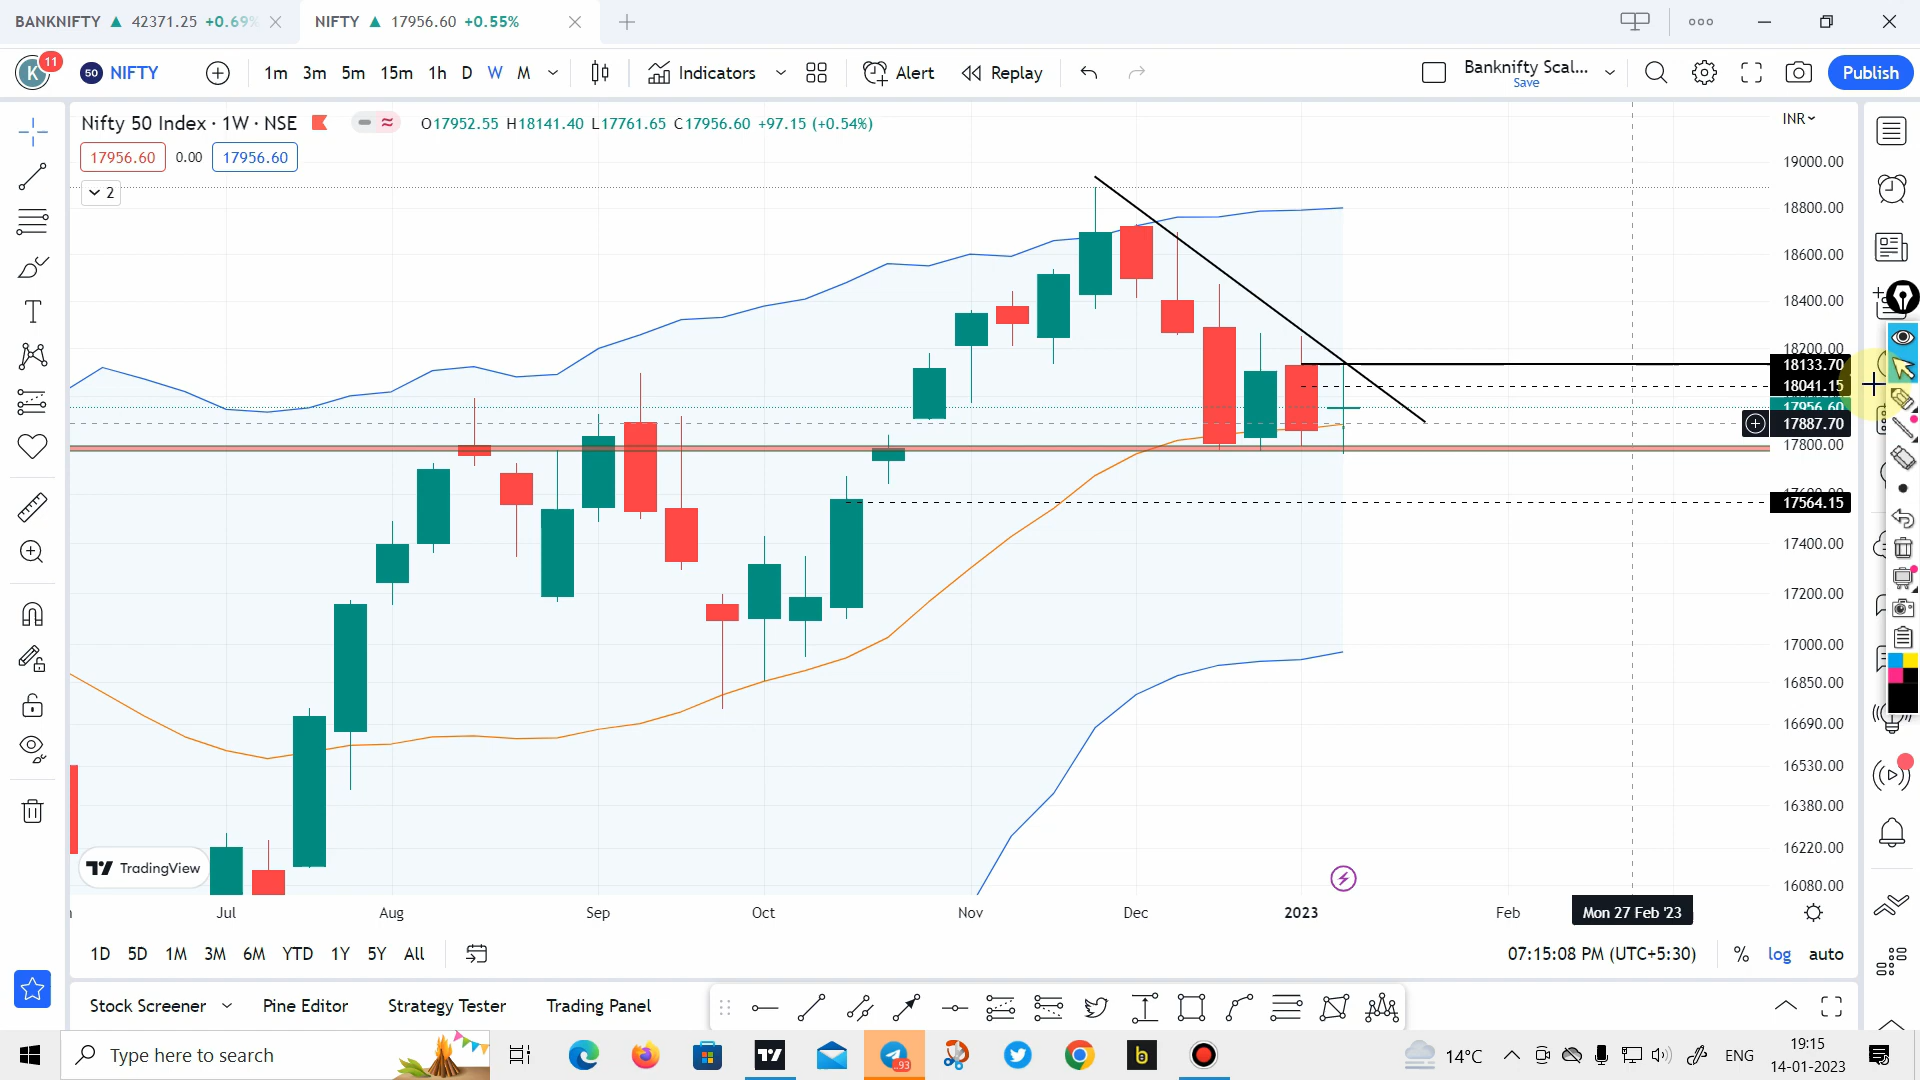 BANKNIFTY ▲ 42371.25 +0.69%
NIFTY ▲ 17956.60 +0.55%
K 11
50 NIFTY
1m 3m 5m 15m 1h D W M
Indicators
Alert
Replay
Banknifty Scal...
Save
Publish
Nifty 50 Index · 1W · NSE
O17952.55 H18141.40 L17761.65 C17956.60 +97.15 (+0.54%)
17956.60 0.00 17956.60
2
INR
19000.00
18800.00
18600.00
18400.00
18200.00
18133.70
18041.15
17956.60
17887.70
17800.00
17600.00
17564.15
17400.00
17200.00
17000.00
16850.00
16690.00
16530.00
16380.00
16220.00
16080.00
TradingView
Jul Aug Sep Oct Nov Dec 2023 Feb Mon 27 Feb '23
1D 5D 1M 3M 6M YTD 1Y 5Y All
07:15:08 PM (UTC+5:30) % log auto
Stock Screener Pine Editor Strategy Tester Trading Panel
Type here to search
93
14°C
ENG
19:15
14-01-2023